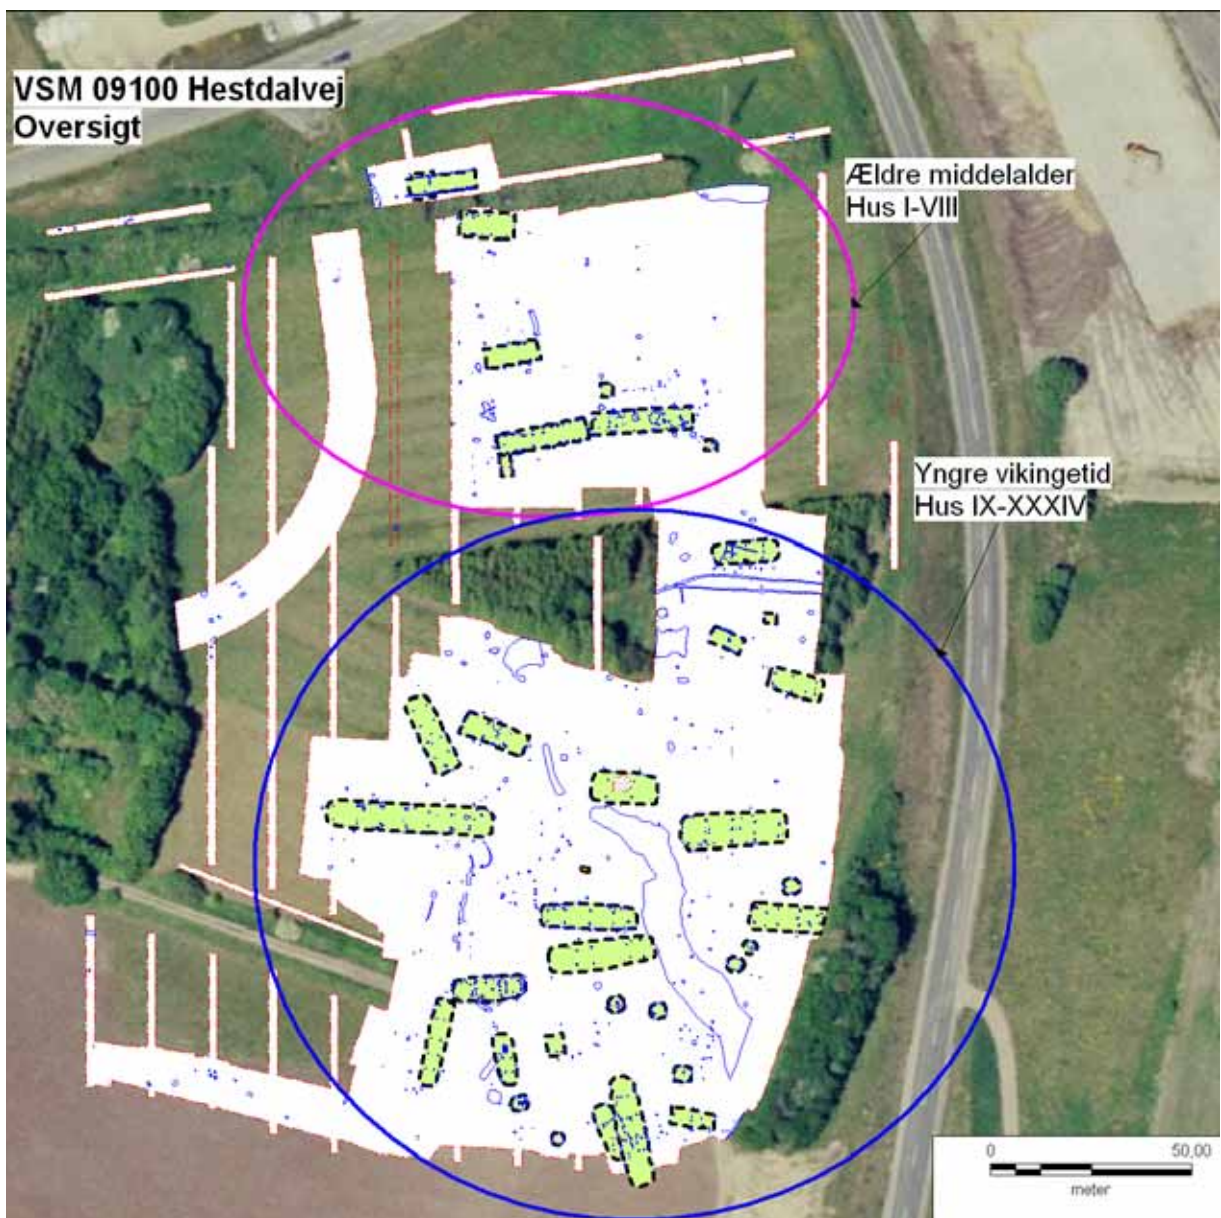 VSM 09100 Hestdalvej
Oversigt
Ældre middelalder
Hus I-VIII
Yngre vikingetid
Hus IX-XXXIV
0 50,00
meter